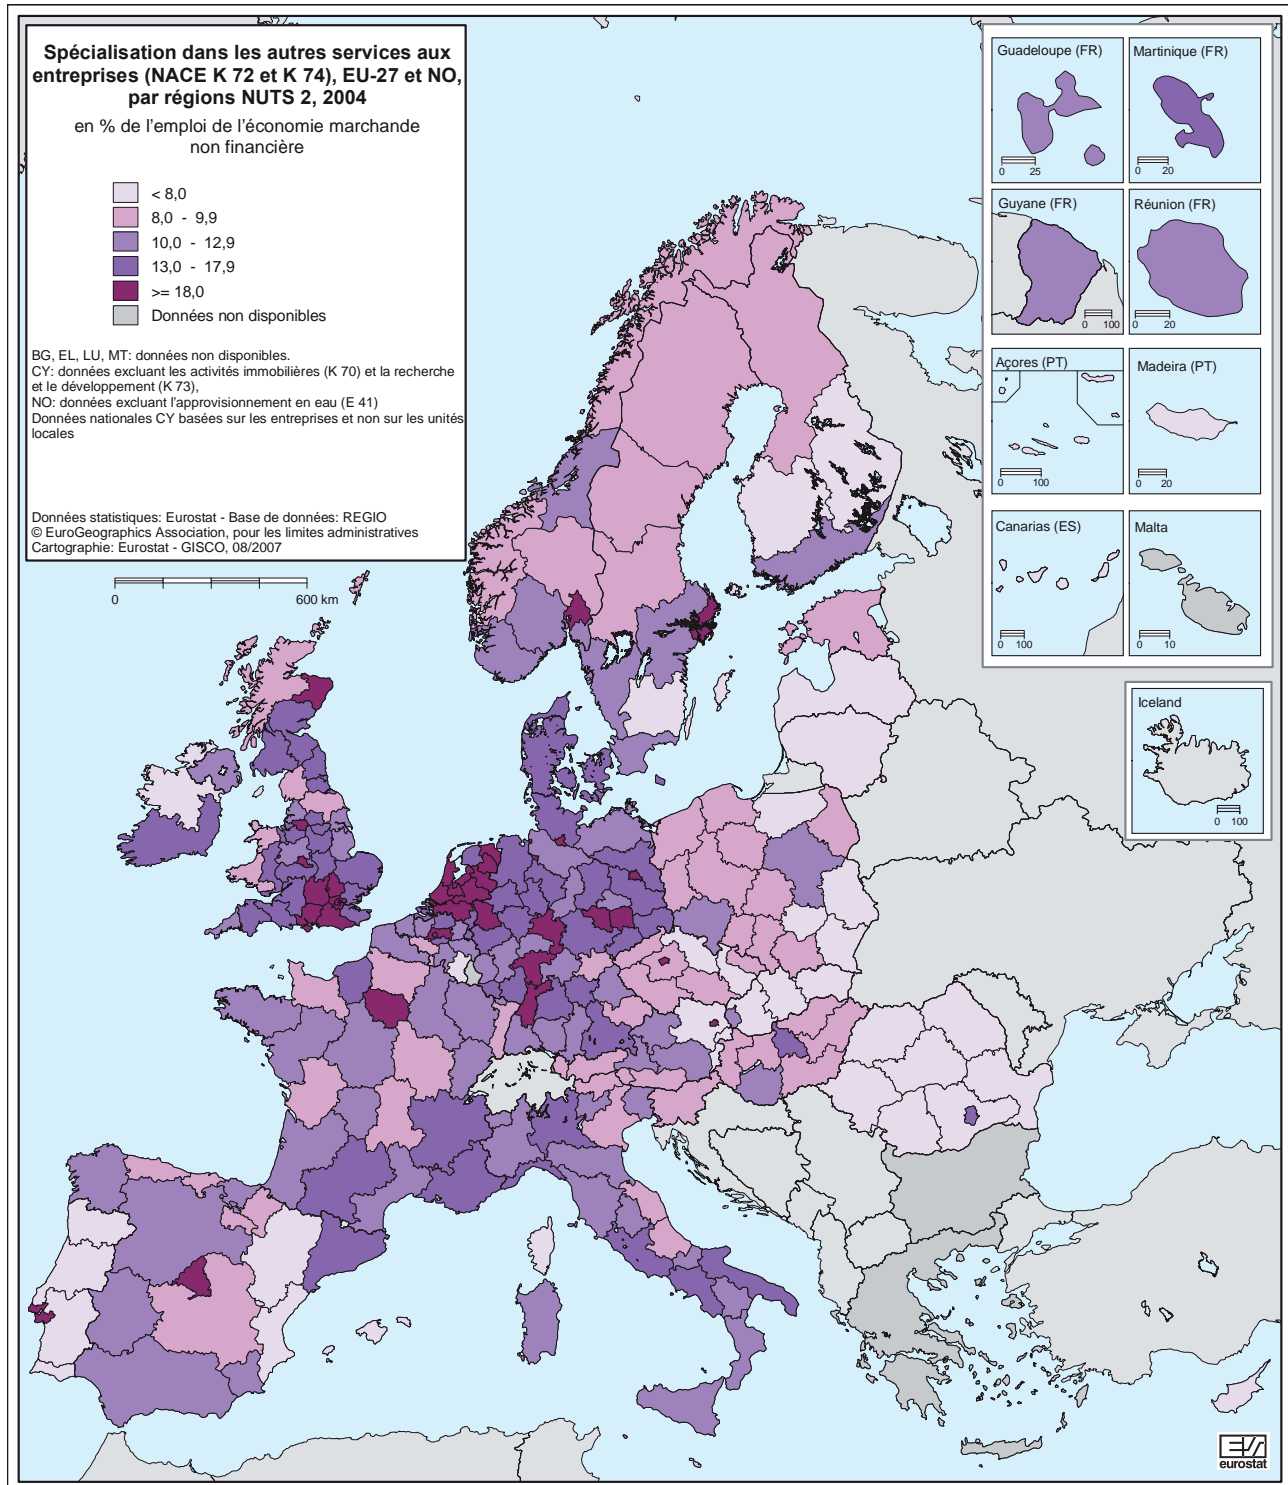 Spécialisation dans les autres services aux
entreprises (NACE K 72 et K 74), EU-27 et NO,
par régions NUTS 2, 2004
en % de l'emploi de l'économie marchande
non financière
< 8,0
8,0 - 9,9
10,0 - 12,9
13,0 - 17,9
>= 18,0
Données non disponibles
BG, EL, LU, MT: données non disponibles.
CY: données excluant les activités immobilières (K 70) et la recherche
et le développement (K 73),
NO: données excluant l'approvisionnement en eau (E 41)
Données nationales CY basées sur les entreprises et non sur les unités
locales
Données statistiques: Eurostat - Base de données: REGIO
© EuroGeographics Association, pour les limites administratives
Cartographie: Eurostat - GISCO, 08/2007
0 600 km
Guadeloupe (FR)
0 25
Martinique (FR)
0 20
Guyane (FR)
0 100
Réunion (FR)
0 20
Açores (PT)
0 100
Madeira (PT)
0 20
Canarias (ES)
0 100
Malta
0 10
Iceland
0 100
eurostat